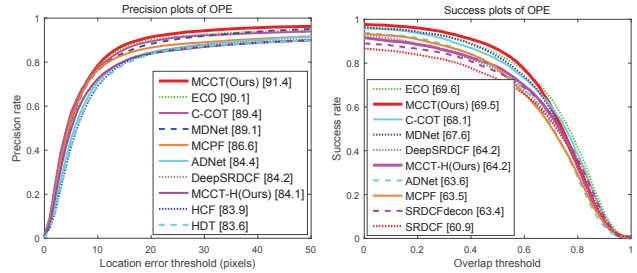 Precision plots of OPE
Precision rate
1
0.8
0.6
0.4
0.2
0
0 10 20 30 40 50
Location error threshold (pixels)
MCCT(Ours) [91.4]
ECO [90.1]
C-COT [89.4]
MDNet [89.1]
MCPF [86.6]
ADNet [84.4]
DeepSRDCF [84.2]
MCCT-H(Ours) [84.1]
HCF [83.9]
HDT [83.6]
Success plots of OPE
Success rate
1
0.8
0.6
0.4
0.2
0
0 0.2 0.4 0.6 0.8 1
Overlap threshold
ECO [69.6]
MCCT(Ours) [69.5]
C-COT [68.1]
MDNet [67.6]
DeepSRDCF [64.2]
MCCT-H(Ours) [64.2]
ADNet [63.6]
MCPF [63.5]
SRDCFdecon [63.4]
SRDCF [60.9]